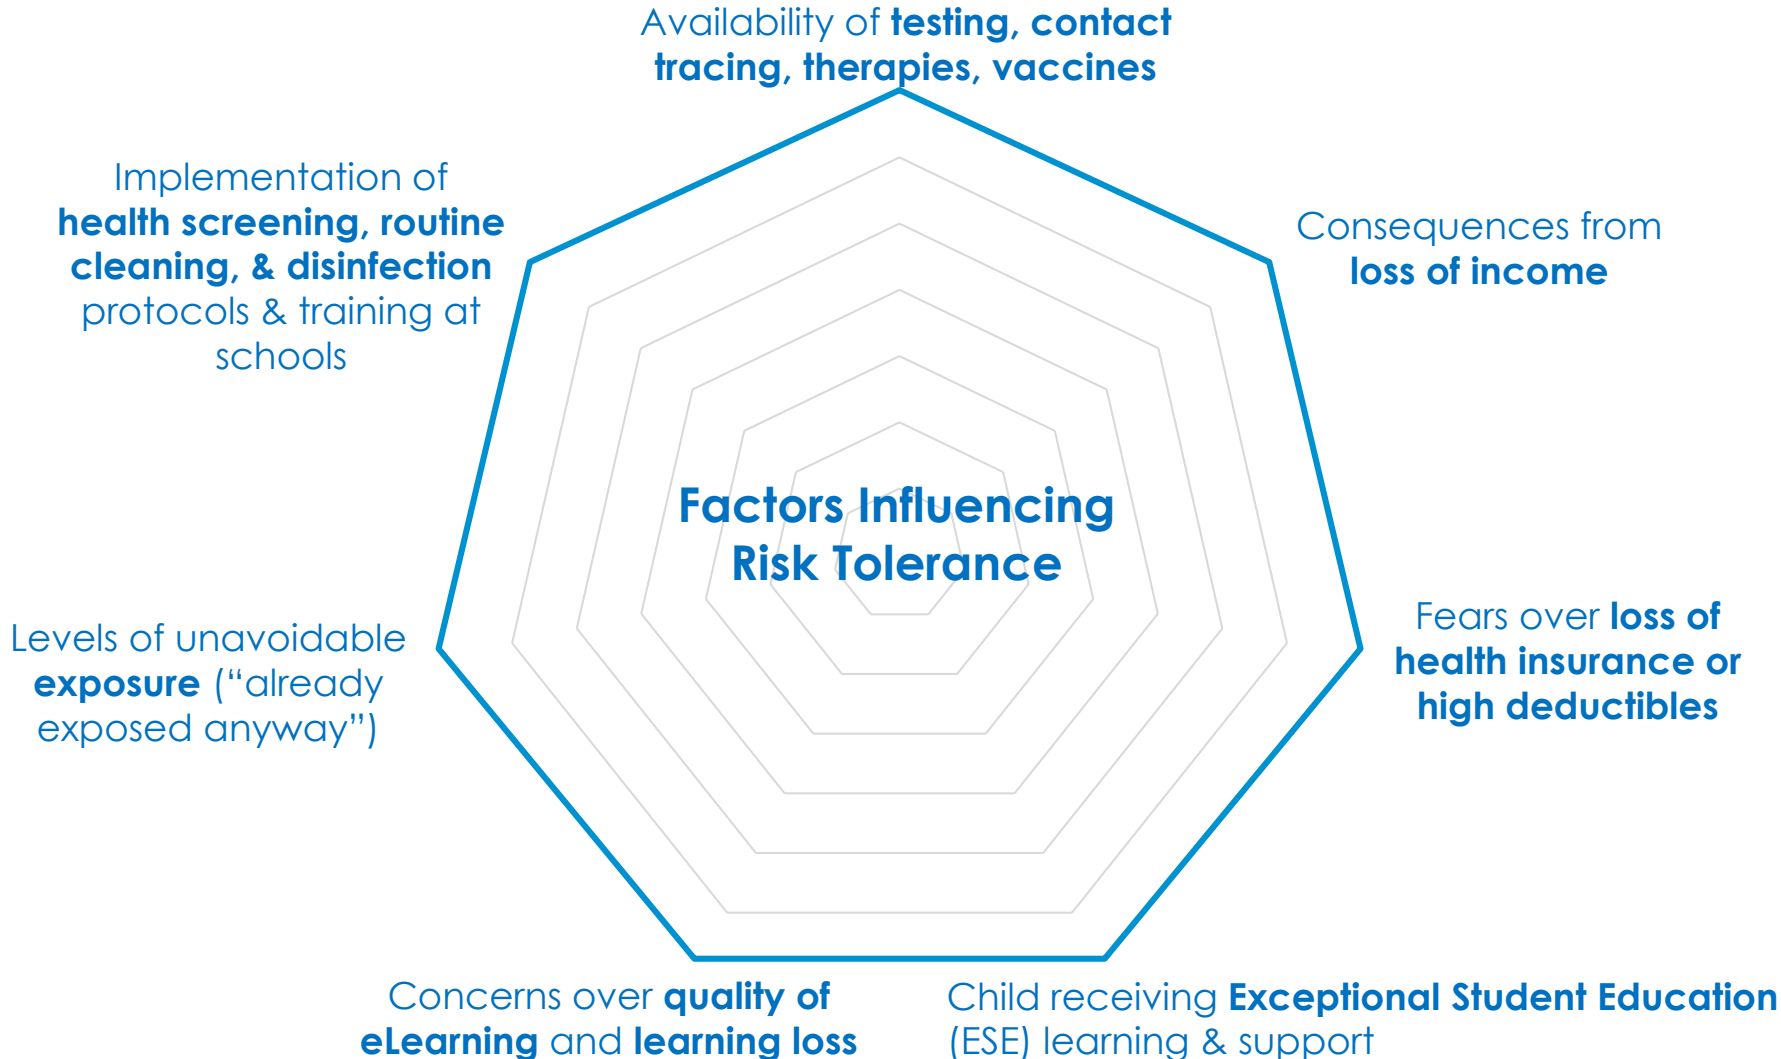 Availability of testing, contact
tracing, therapies, vaccines
Implementation of
health screening, routine
cleaning, & disinfection
protocols & training at
schools
Consequences from
loss of income
Factors Influencing
Risk Tolerance
Levels of unavoidable
exposure (“already
exposed anyway”)
Fears over loss of
health insurance or
high deductibles
Concerns over quality of
eLearning and learning loss
Child receiving Exceptional Student Education
(ESE) learning & support